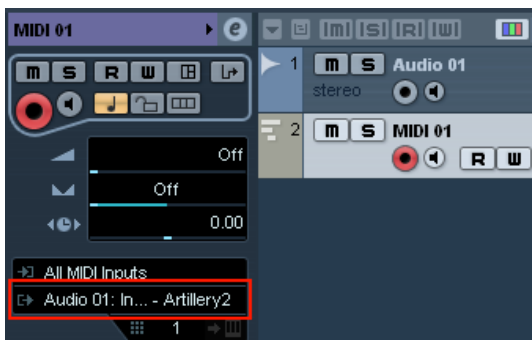 MIDI 01
e
m S R W
Off
Off
0.00
All MIDI Inputs
Audio 01: In... - Artillery2
1
m S R W
1 m S Audio 01
stereo
2 m S MIDI 01
R W